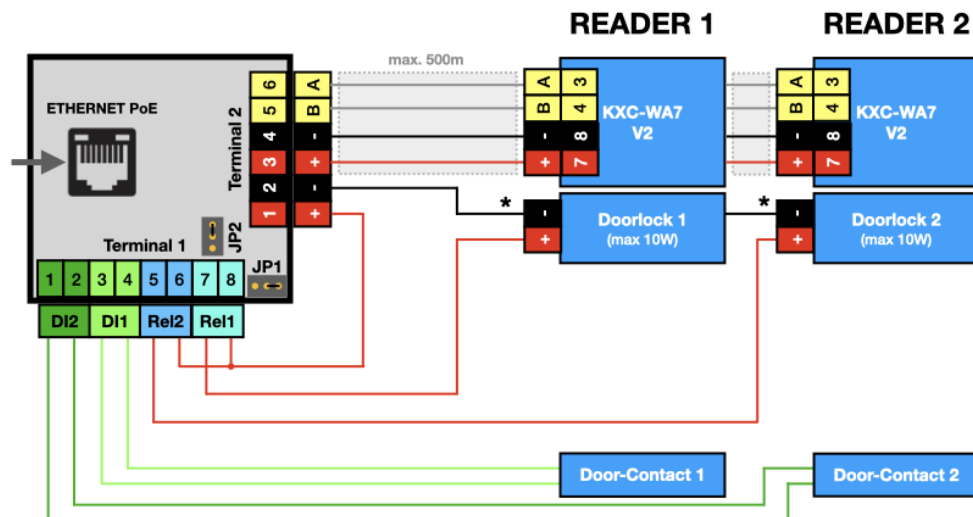 READER 1
READER 2
max. 500m
ETHERNET PoE
Terminal 2
6
5
4
3
2
1
A
B
-
+
-
+
A
B
-
+
3
4
8
7
KXC-WA7
V2
A
B
-
+
3
4
8
7
KXC-WA7
V2
*
-
+
Doorlock 1
(max 10W)
*
-
+
Doorlock 2
(max 10W)
JP2
Terminal 1
JP1
1 2 3 4 5 6 7 8
DI2 DI1 Rel2 Rel1
Door-Contact 1
Door-Contact 2